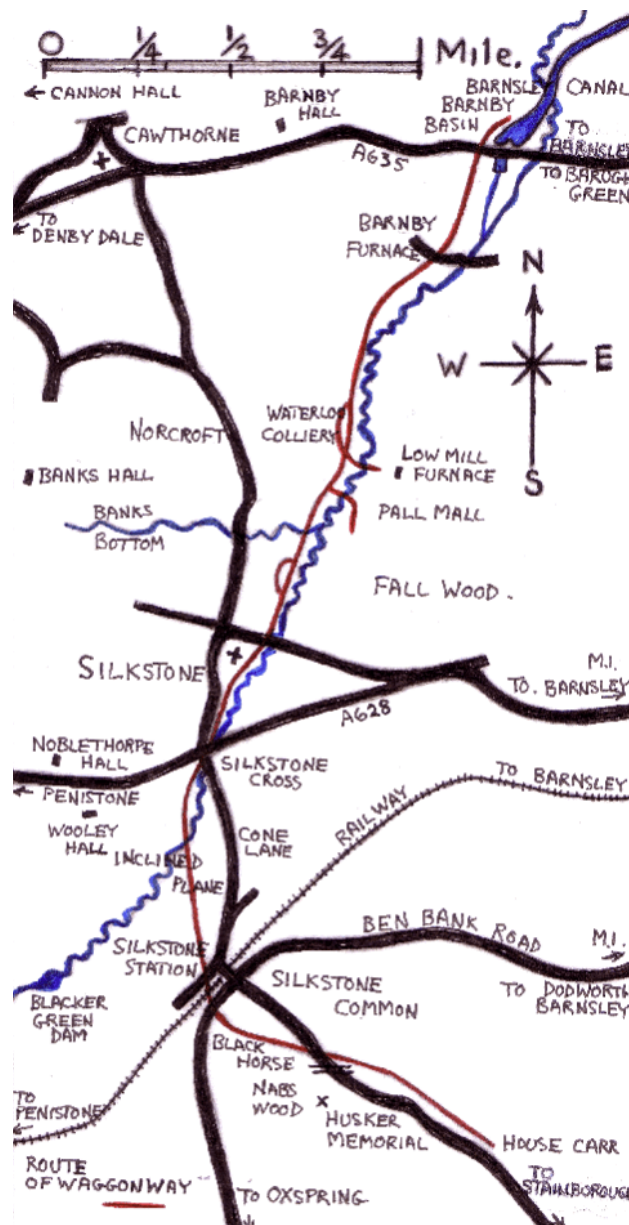 0 1/4 1/2 3/4 1 Mile.
← CANNON HALL
BARNBY
HALL
BARNSLEY CANAL
BARNBY
BASIN
CAWTHORNE
A635
TO
BARNSLEY
TO BARUGH
GREEN
TO
DENBY DALE
BARNBY
FURNACE
N
W E
S
NORCROFT
WATERLOO
COLLIERY
LOW MILL
FURNACE
BANKS HALL
BANKS
BOTTOM
PALL MALL
FALL WOOD.
SILKSTONE
M.I.
TO. BARNSLEY
A628
NOBLETHORPE
HALL
SILKSTONE
CROSS
PENISTONE
WOOLEY
HALL
TO BARNSLEY
RAILWAY
CONE
LANE
INCLINED
PLANE
BEN BANK ROAD
M.I.
SILKSTONE
STATION
SILKSTONE
COMMON
TO DODWORTH
BARNSLEY
BLACKER
GREEN
DAM
BLACK
HORSE
NABS
WOOD
HUSKER
MEMORIAL
HOUSE CARR
TO
PENISTONE
TO
STAINBOROUGH
ROUTE
OF WAGGONWAY
TO OXSPRING